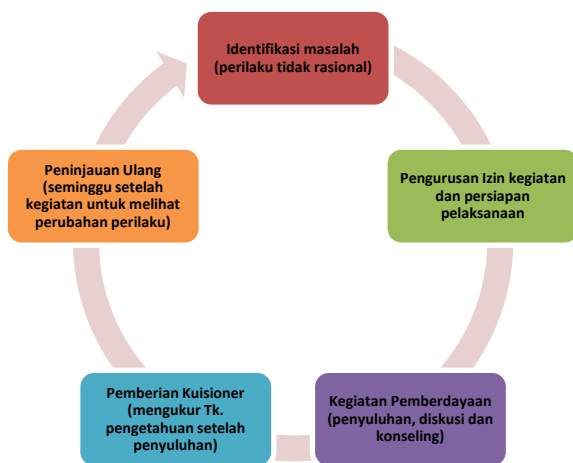 Identifikasi masalah
(perilaku tidak rasional)
Pengurusan Izin kegiatan
dan persiapan
pelaksanaan
Kegiatan Pemberdayaan
(penyuluhan, diskusi dan
konseling)
Pemberian Kuisioner
(mengukur Tk.
pengetahuan setelah
penyuluhan)
Peninjauan Ulang
(seminggu setelah
kegiatan untuk melihat
perubahan perilaku)